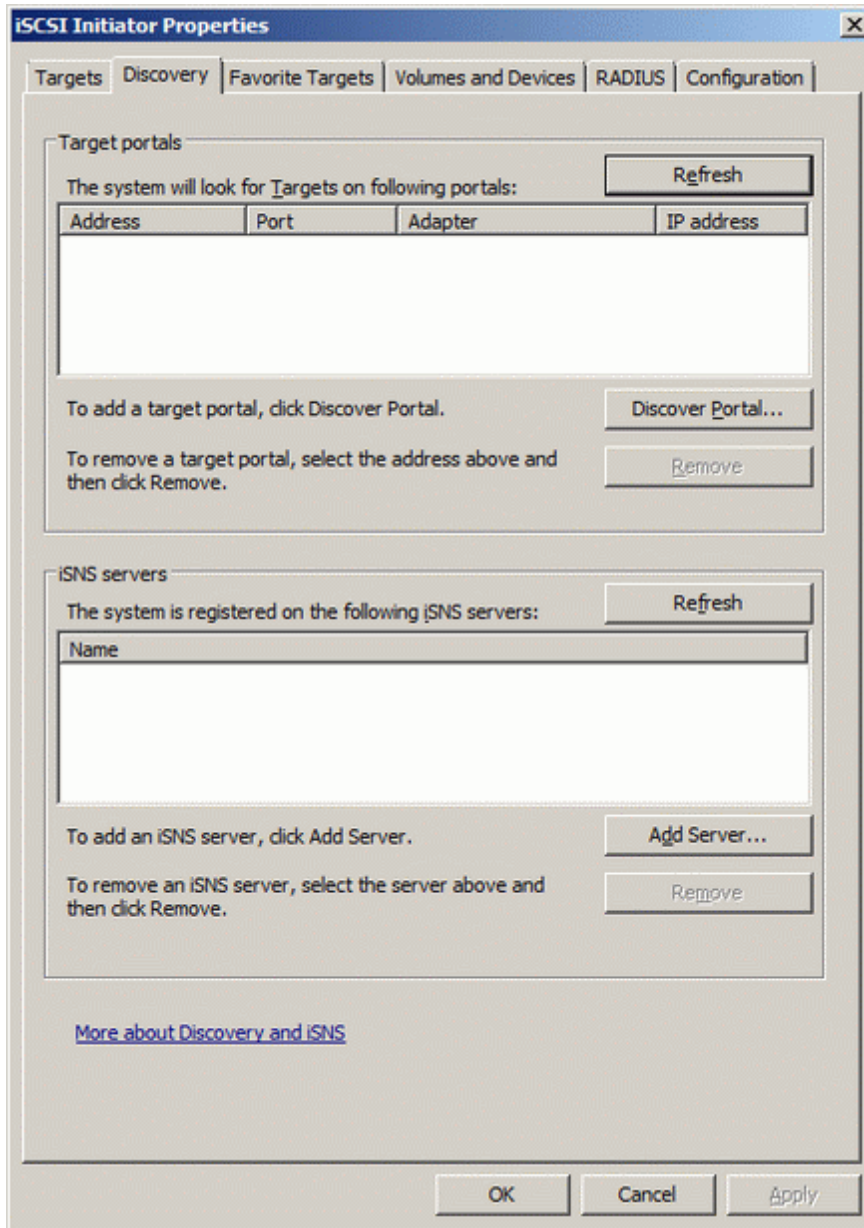 iSCSI Initiator Properties
Targets Discovery Favorite Targets Volumes and Devices RADIUS Configuration
Target portals
The system will look for Targets on following portals:
Refresh
Address Port Adapter IP address
To add a target portal, click Discover Portal.
Discover Portal...
To remove a target portal, select the address above and
then click Remove.
Remove
iSNS servers
The system is registered on the following iSNS servers:
Refresh
Name
To add an iSNS server, click Add Server.
Add Server...
To remove an iSNS server, select the server above and
then click Remove.
Remove
More about Discovery and iSNS
OK Cancel Apply